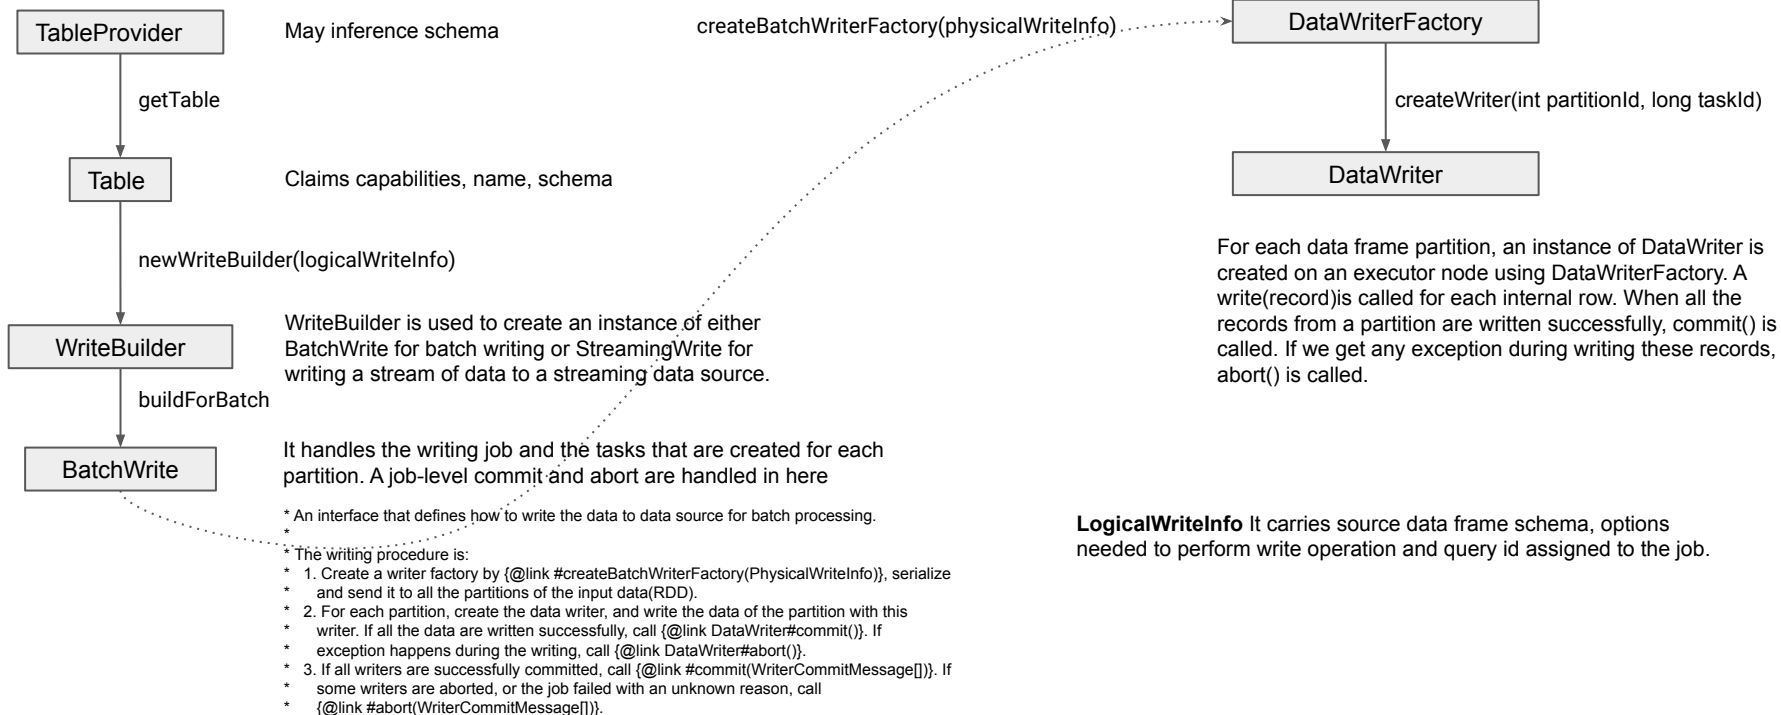 TableProvider
May inference schema
getTable
Table
Claims capabilities, name, schema
newWriteBuilder(logicalWriteInfo)
WriteBuilder
WriteBuilder is used to create an instance of either
BatchWrite for batch writing or StreamingWrite for
writing a stream of data to a streaming data source.
buildForBatch
BatchWrite
It handles the writing job and the tasks that are created for each
partition. A job-level commit and abort are handled in here
* An interface that defines how to write the data to data source for batch processing.
*
* The writing procedure is:
* 1. Create a writer factory by {@link #createBatchWriterFactory(PhysicalWriteInfo)}, serialize
* and send it to all the partitions of the input data(RDD).
* 2. For each partition, create the data writer, and write the data of the partition with this
* writer. If all the data are written successfully, call {@link DataWriter#commit()}. If
* exception happens during the writing, call {@link DataWriter#abort()}.
* 3. If all writers are successfully committed, call {@link #commit(WriterCommitMessage[])}. If
* some writers are aborted, or the job failed with an unknown reason, call
* {@link #abort(WriterCommitMessage[])}.
createBatchWriterFactory(physicalWriteInfo)
DataWriterFactory
createWriter(int partitionId, long taskId)
DataWriter
For each data frame partition, an instance of DataWriter is
created on an executor node using DataWriterFactory. A
write(record)is called for each internal row. When all the
records from a partition are written successfully, commit() is
called. If we get any exception during writing these records,
abort() is called.
LogicalWriteInfo It carries source data frame schema, options
needed to perform write operation and query id assigned to the job.